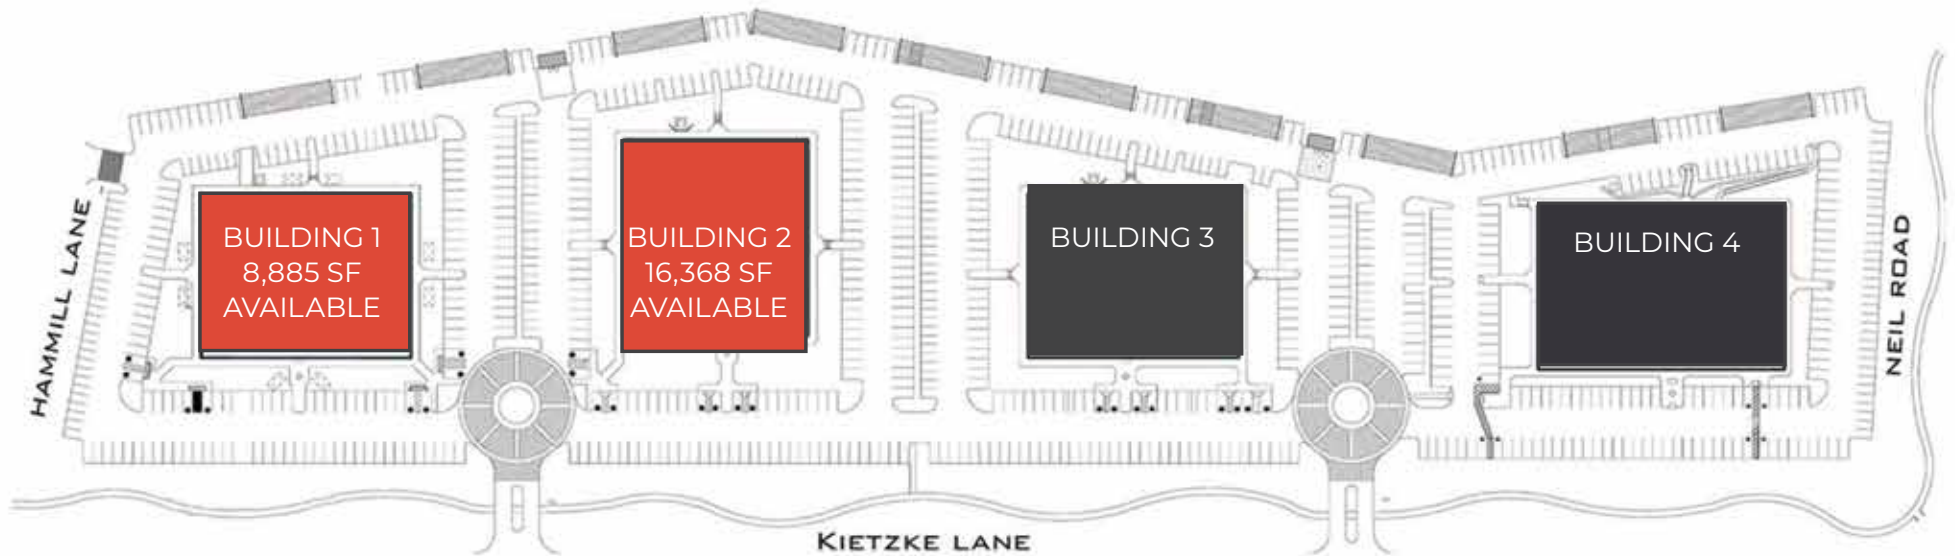 HAMMILL LANE
BUILDING 1
8,885 SF
AVAILABLE
BUILDING 2
16,368 SF
AVAILABLE
BUILDING 3
BUILDING 4
NEIL ROAD
KIETZKE LANE